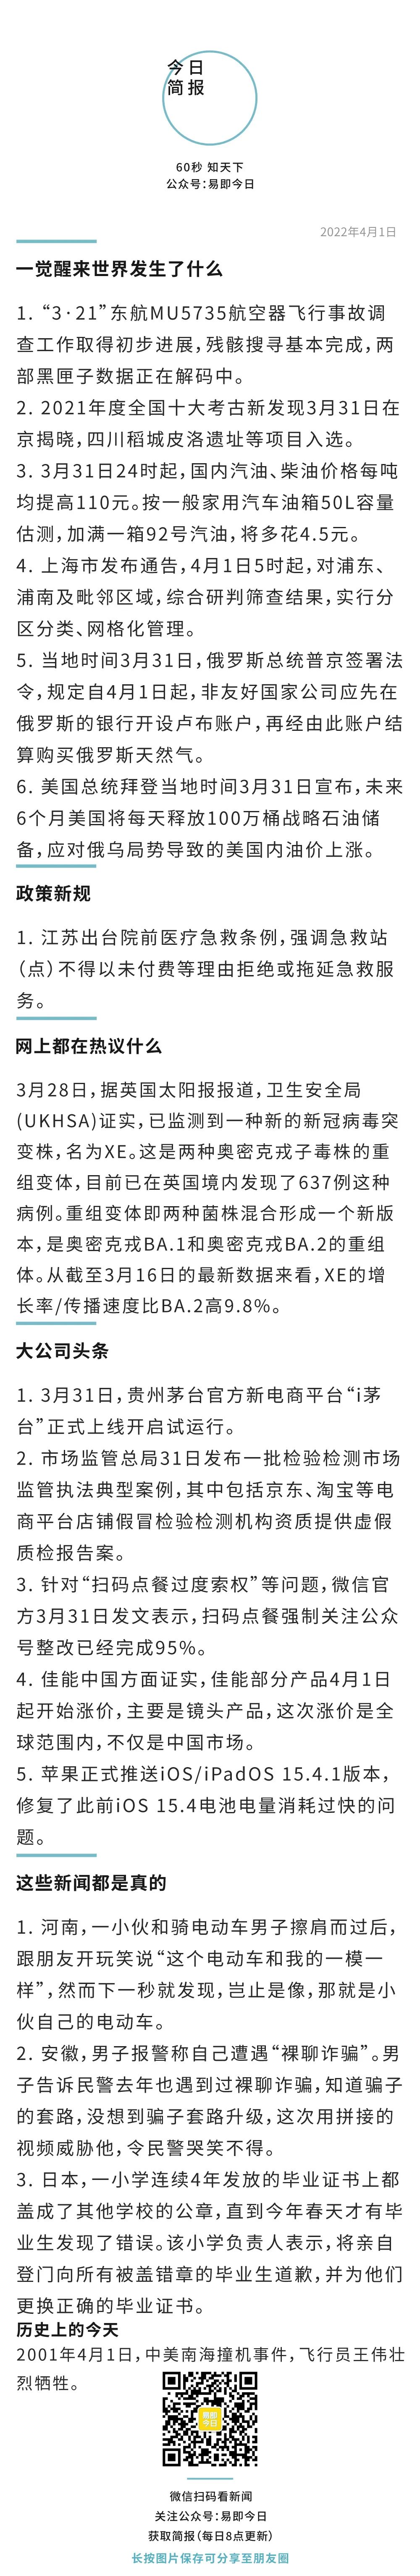 今日
简报
60秒 知天下
公众号:易即今日
2022年4月1日
一觉醒来世界发生了什么
1. “3·21”东航MU5735航空器飞行事故调
查工作取得初步进展,残骸搜寻基本完成,两
部黑匣子数据正在解码中。
2. 2021年度全国十大考古新发现3月31日在
京揭晓,四川稻城皮洛遗址等项目入选。
3. 3月31日24时起,国内汽油、柴油价格每吨
均提高110元。按一般家用汽车油箱50L容量
估测,加满一箱92号汽油,将多花4.5元。
4. 上海市发布通告,4月1日5时起,对浦东、
浦南及毗邻区域,综合研判筛查结果,实行分
区分类、网格化管理。
5. 当地时间3月31日,俄罗斯总统普京签署法
令,规定自4月1日起,非友好国家公司应先在
俄罗斯的银行开设卢布账户,再经由此账户结
算购买俄罗斯天然气。
6. 美国总统拜登当地时间3月31日宣布,未来
6个月美国将每天释放100万桶战略石油储
备,应对俄乌局势导致的美国内油价上涨。
政策新规
1. 江苏出台院前医疗急救条例,强调急救站
(点)不得以未付费等理由拒绝或拖延急救服
务。
网上都在热议什么
3月28日,据英国太阳报报道,卫生安全局
(UKHSA)证实,已监测到一种新的新冠病毒突
变株,名为XE。这是两种奥密克戎子毒株的重
组变体,目前已在英国境内发现了637例这种
病例。重组变体即两种菌株混合形成一个新版
本,是奥密克戎BA.1和奥密克戎BA.2的重组
体。从截至3月16日的最新数据来看,XE的增
长率/传播速度比BA.2高9.8%。
大公司头条
1. 3月31日,贵州茅台官方新电商平台“i茅
台”正式上线开启试运行。
2. 市场监管总局31日发布一批检验检测市场
监管执法典型案例,其中包括京东、淘宝等电
商平台店铺假冒检验检测机构资质提供虚假
质检报告案。
3. 针对“扫码点餐过度索权”等问题,微信官
方3月31日发文表示,扫码点餐强制关注公众
号整改已经完成95%。
4. 佳能中国方面证实,佳能部分产品4月1日
起开始涨价,主要是镜头产品,这次涨价是全
球范围内,不仅是中国市场。
5. 苹果正式推送iOS/iPadOS 15.4.1版本,
修复了此前iOS 15.4电池电量消耗过快的问
题。
这些新闻都是真的
1. 河南,一小伙和骑电动车男子擦肩而过后,
跟朋友开玩笑说“这个电动车和我的一模一
样”,然而下一秒就发现,岂止是像,那就是小
伙自己的电动车。
2. 安徽,男子报警称自己遭遇“裸聊诈骗”。男
子告诉民警去年也遇到过裸聊诈骗,知道骗子
的套路,没想到骗子套路升级,这次用拼接的
视频威胁他,令民警哭笑不得。
3. 日本,一小学连续4年发放的毕业证书上都
盖成了其他学校的公章,直到今年春天才有毕
业生发现了错误。该小学负责人表示,将亲自
登门向所有被盖错章的毕业生道歉,并为他们
更换正确的毕业证书。
历史上的今天
2001年4月1日,中美南海撞机事件,飞行员王伟壮
烈牺牲。
易即
今日
微信扫码看新闻
关注公众号:易即今日
获取简报(每日8点更新)
长按图片保存可分享至朋友圈